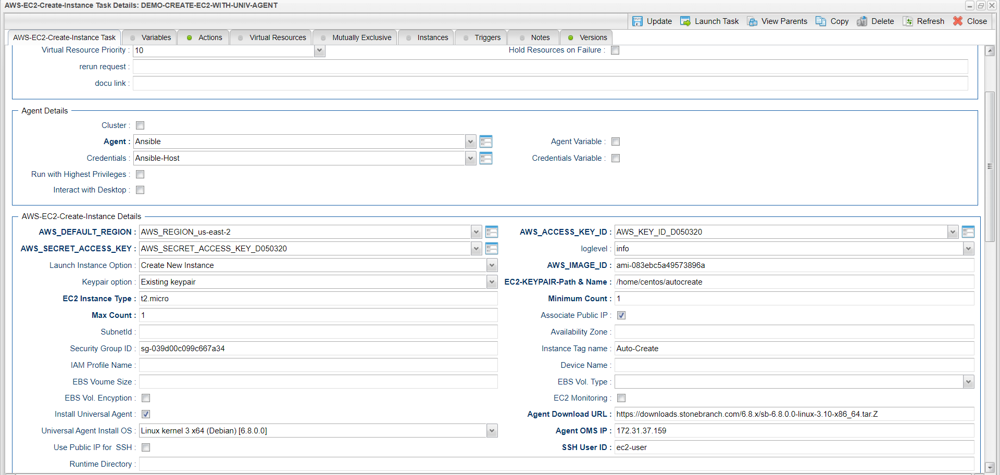 AWS-EC2-Create-Instance Task Details: DEMO-CREATE-EC2-WITH-UNIV-AGENT
Update Launch Task View Parents Copy Delete Refresh Close
AWS-EC2-Create-Instance Task Variables Actions Virtual Resources Mutually Exclusive Instances Triggers Notes Versions
Virtual Resource Priority : 10 Hold Resources on Failure :
rerun request :
docu link :
Agent Details
Cluster :
Agent : Ansible Agent Variable :
Credentials : Ansible-Host Credentials Variable :
Run with Highest Privileges :
Interact with Desktop :
AWS-EC2-Create-Instance Details
AWS_DEFAULT_REGION : AWS_REGION_us-east-2 AWS_ACCESS_KEY_ID : AWS_KEY_ID_D050320
AWS_SECRET_ACCESS_KEY : AWS_SECRET_ACCESS_KEY_D050320 loglevel : info
Launch Instance Option : Create New Instance AWS_IMAGE_ID : ami-083ebc5a49573896a
Keypair option : Existing keypair EC2-KEYPAIR-Path & Name : /home/centos/autocreate
EC2 Instance Type : t2.micro Minimum Count : 1
Max Count : 1 Associate Public IP :
SubnetId : Availability Zone :
Security Group ID : sg-039d00c099c667a34 Instance Tag name : Auto-Create
IAM Profile Name : Device Name :
EBS Voume Size : EBS Vol. Type :
EBS Vol. Encyption : EC2 Monitoring :
Install Universal Agent : Agent Download URL : https://downloads.stonebranch.com/6.8.x/sb-6.8.0.0-linux-3.10-x86_64.tar.Z
Universal Agent Install OS : Linux kernel 3 x64 (Debian) [6.8.0.0] Agent OMS IP : 172.31.37.159
Use Public IP for SSH : SSH User ID : ec2-user
Runtime Directory :